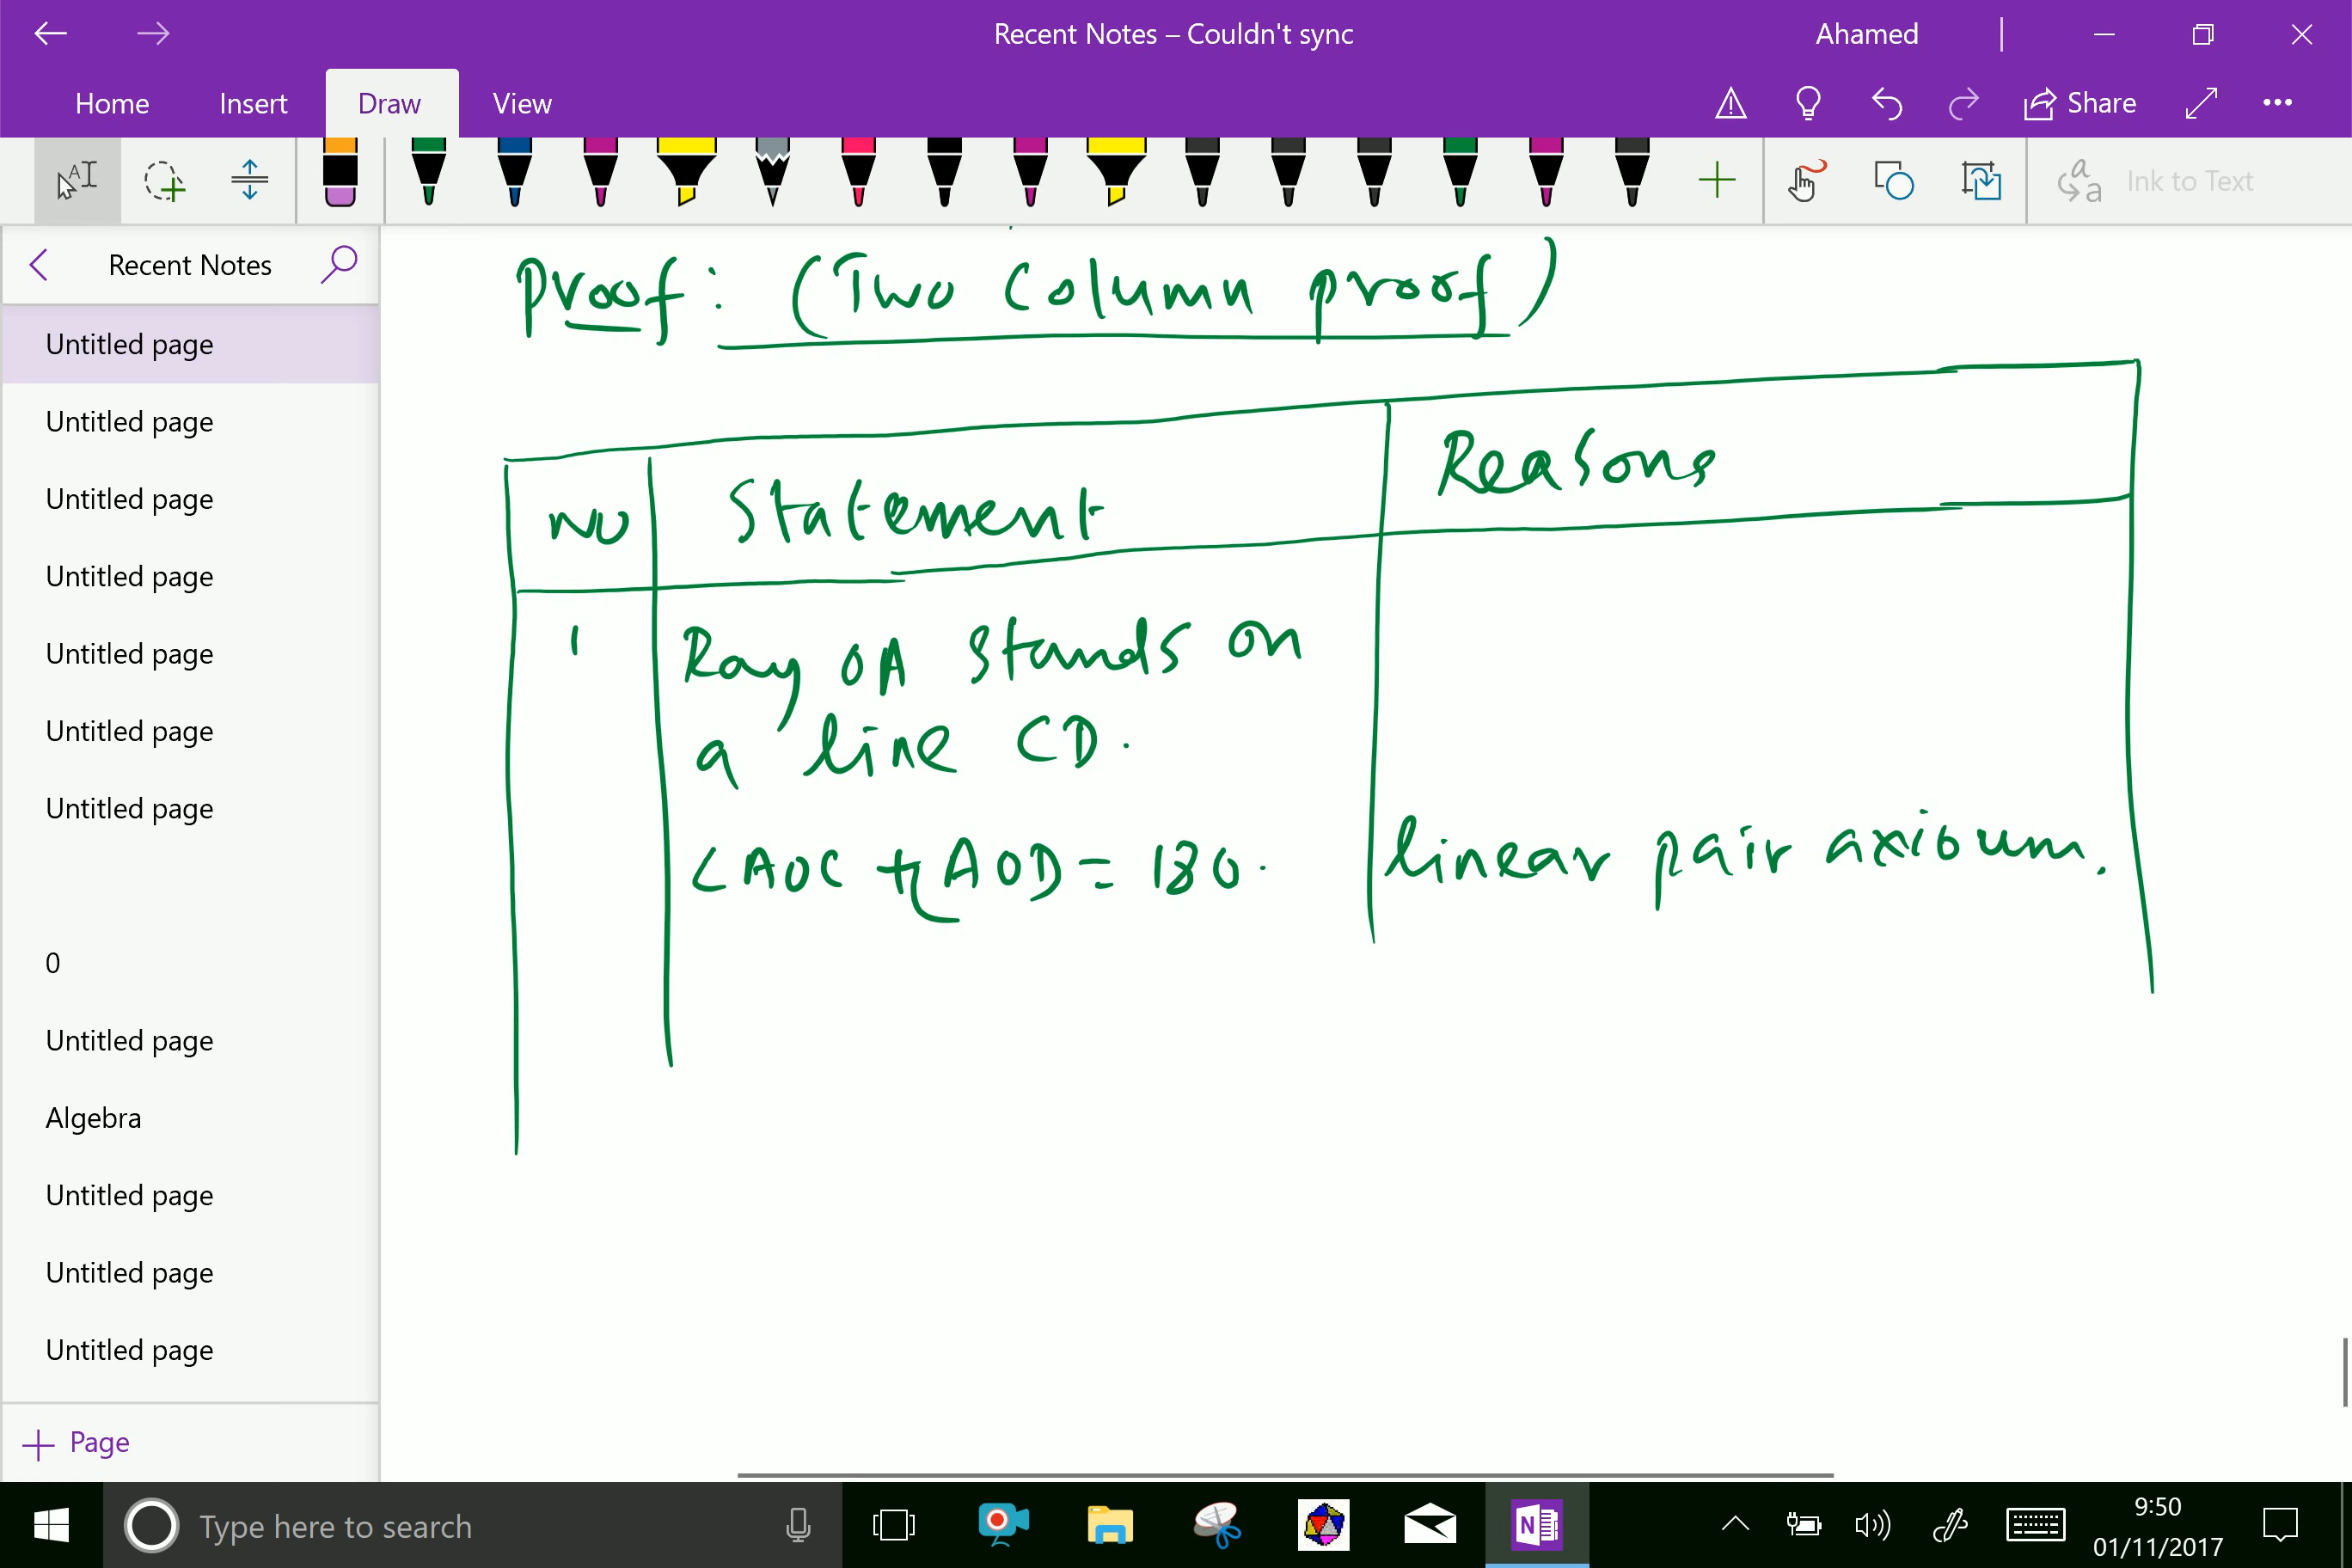 Recent Notes – Couldn't sync
Ahamed
Home
Insert
Draw
View
Share
Ink to Text
Recent Notes
Untitled page
Untitled page
Untitled page
Untitled page
Untitled page
Untitled page
Untitled page
0
Untitled page
Algebra
Untitled page
Untitled page
Untitled page
Page
Proof: (Two Column proof)
No Statement Reasons
1 Ray OA stands on
a line CD.
∠AOC + ∠AOD = 180. linear pair axioum.
Type here to search
9:50
01/11/2017